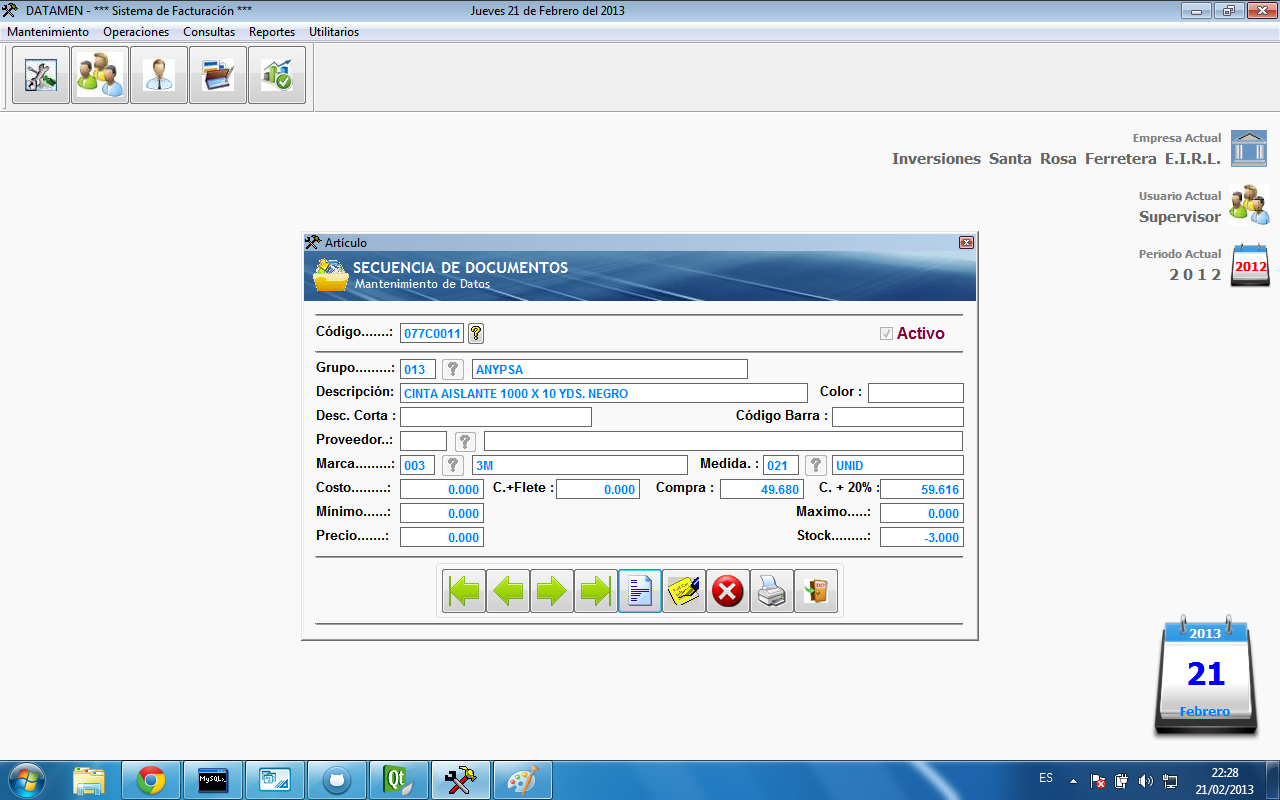 DATAMEN - *** Sistema de Facturación ***
Jueves 21 de Febrero del 2013
Mantenimiento Operaciones Consultas Reportes Utilitarios
Empresa Actual
Inversiones Santa Rosa Ferretera E.I.R.L.
Usuario Actual
Supervisor
Periodo Actual
2 0 1 2
2012
Artículo
SECUENCIA DE DOCUMENTOS
Mantenimiento de Datos
Código.......: 077C0011 ? Activo
Grupo.........: 013 ? ANYPSA
Descripción: CINTA AISLANTE 1000 X 10 YDS. NEGRO Color :
Desc. Corta : Código Barra :
Proveedor..: ?
Marca.........: 003 ? 3M Medida. : 021 ? UNID
Costo.........: 0.000 C.+Flete : 0.000 Compra : 49.680 C. + 20% : 59.616
Mínimo......: 0.000 Maximo.....: 0.000
Precio.......: 0.000 Stock.........: -3.000
2013
21
Febrero
MySQL
Qt
ES
22:28
21/02/2013